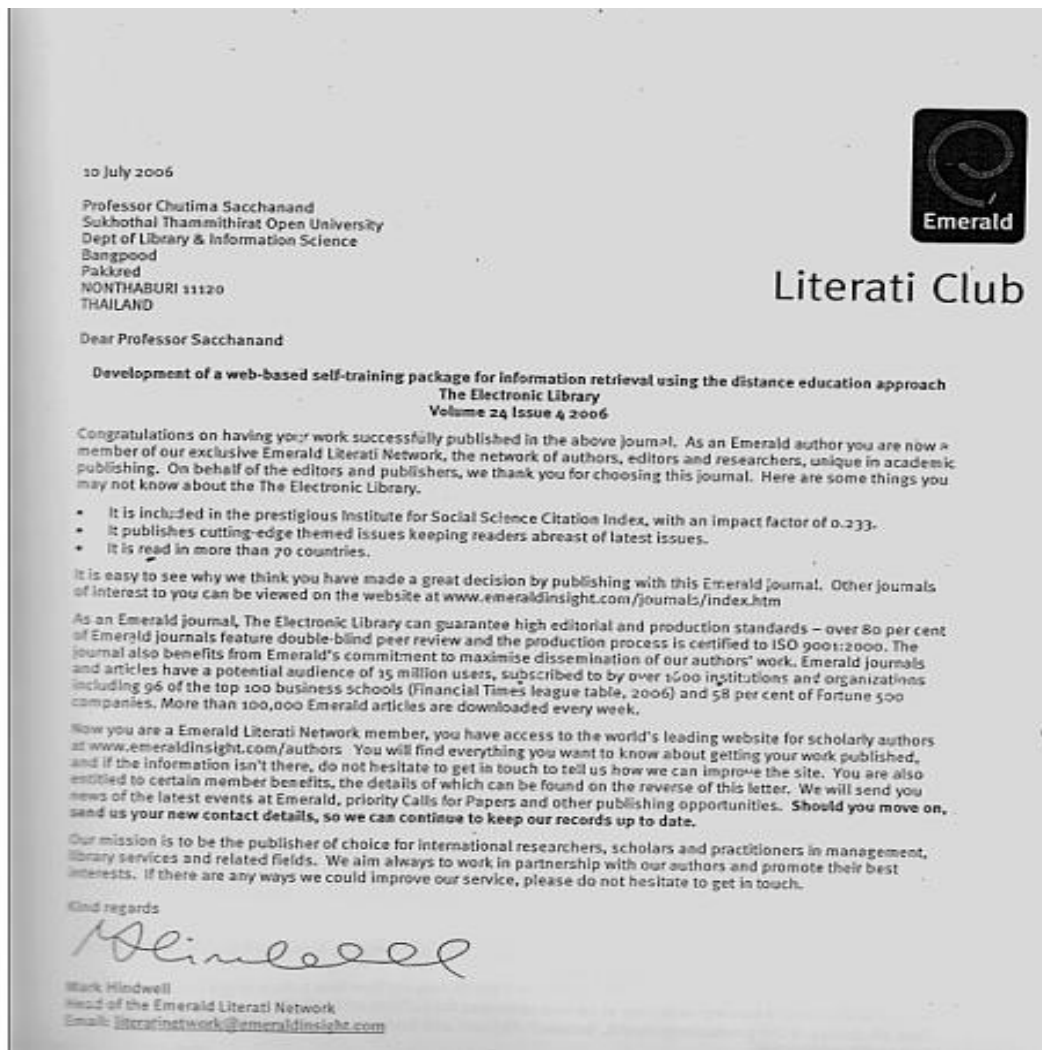 10 July 2006
Professor Chutima Sacchanand
Sukhothal Thammithirat Open University
Dept of Library & Information Science
Bangpood
Pakkred
NONTHABURI 11120
THAILAND
Emerald
Literati Club
Dear Professor Sacchanand
Development of a web-based self-training package for information retrieval using the distance education approach
The Electronic Library
Volume 24 Issue 4 2006
Congratulations on having your work successfully published in the above journal. As an Emerald author you are now a
member of our exclusive Emerald Literati Network, the network of authors, editors and researchers, unique in academic
publishing. On behalf of the editors and publishers, we thank you for choosing this journal. Here are some things you
may not know about the The Electronic Library.
• It is included in the prestigious Institute for Social Science Citation Index, with an impact factor of 0.233.
• It publishes cutting-edge themed issues keeping readers abreast of latest issues.
• It is read in more than 70 countries.
It is easy to see why we think you have made a great decision by publishing with this Emerald journal. Other journals
of interest to you can be viewed on the website at www.emeraldinsight.com/journals/index.htm
As an Emerald journal, The Electronic Library can guarantee high editorial and production standards – over 80 per cent
of Emerald journals feature double-blind peer review and the production process is certified to ISO 9001:2000. The
journal also benefits from Emerald's commitment to maximise dissemination of our authors' work. Emerald journals
and articles have a potential audience of 15 million users, subscribed to by over 1600 institutions and organizations
including 96 of the top 100 business schools (Financial Times league table, 2006) and 58 per cent of Fortune 500
companies. More than 100,000 Emerald articles are downloaded every week.
Now you are a Emerald Literati Network member, you have access to the world's leading website for scholarly authors
at www.emeraldinsight.com/authors You will find everything you want to know about getting your work published,
and if the information isn't there, do not hesitate to get in touch to tell us how we can improve the site. You are also
entitled to certain member benefits, the details of which can be found on the reverse of this letter. We will send you
news of the latest events at Emerald, priority Calls for Papers and other publishing opportunities. Should you move on,
send us your new contact details, so we can continue to keep our records up to date.
Our mission is to be the publisher of choice for international researchers, scholars and practitioners in management,
library services and related fields. We aim always to work in partnership with our authors and promote their best
interests. If there are any ways we could improve our service, please do not hesitate to get in touch.
Kind regards
Mark Hindwell
Head of the Emerald Literati Network
Email: literatinetwork@emeraldinsight.com